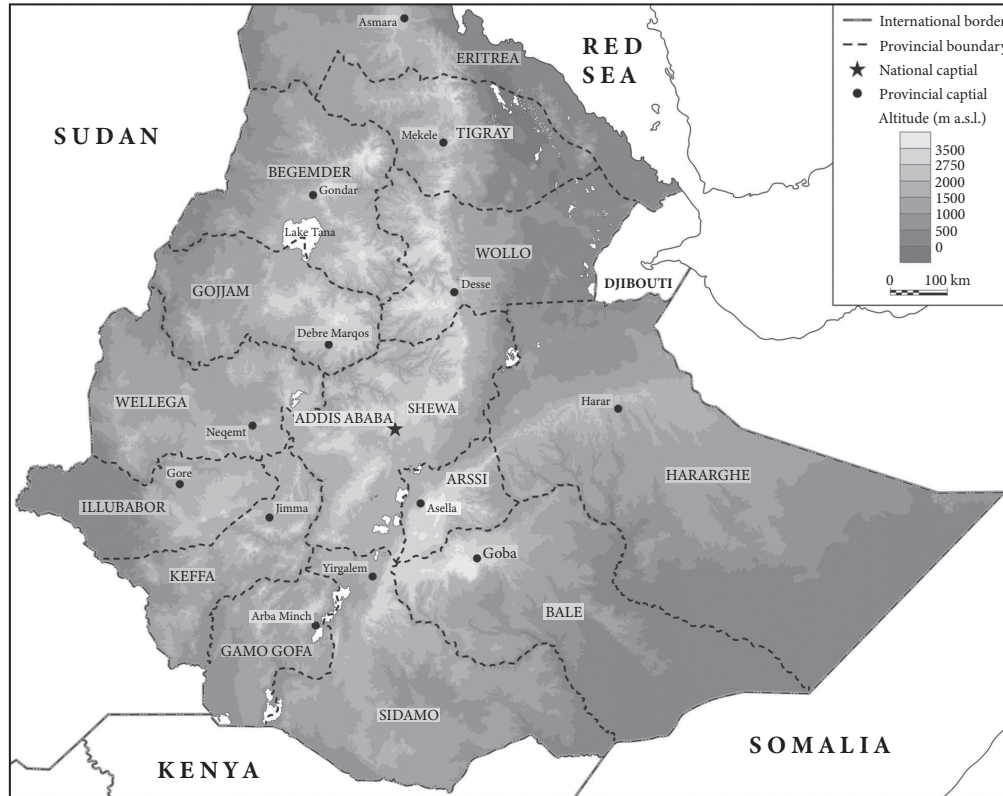 Asmara
RED
SEA
ERITREA
SUDAN
Mekele
TIGRAY
BEGEMDER
Gondar
Lake Tana
WOLLO
DJIBOUTI
GOJJAM
Desse
Debre Marqos
WELLEGA
ADDIS ABABA
SHEWA
Harar
Neqemt
Gore
ARSSI
HARARGHE
ILLUBABOR
Jimma
Asella
Goba
KEFFA
Yirgalem
BALE
Arba Minch
GAMO GOFA
SIDAMO
KENYA
SOMALIA
International border
Provincial boundary
National captial
Provincial captial
Altitude (m a.s.l.)
3500
2750
2000
1500
1000
500
0
0 100 km